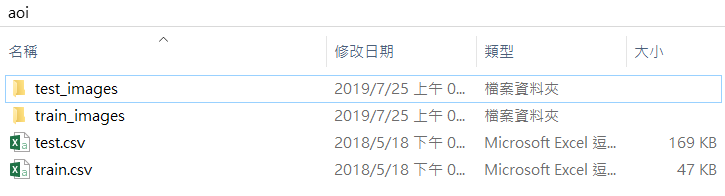 aoi
名稱 修改日期 類型 大小
test_images 2019/7/25 上午 0... 檔案資料夾
train_images 2019/7/25 上午 0... 檔案資料夾
test.csv 2018/5/18 下午 0... Microsoft Excel 逗... 169 KB
train.csv 2018/5/18 下午 0... Microsoft Excel 逗... 47 KB